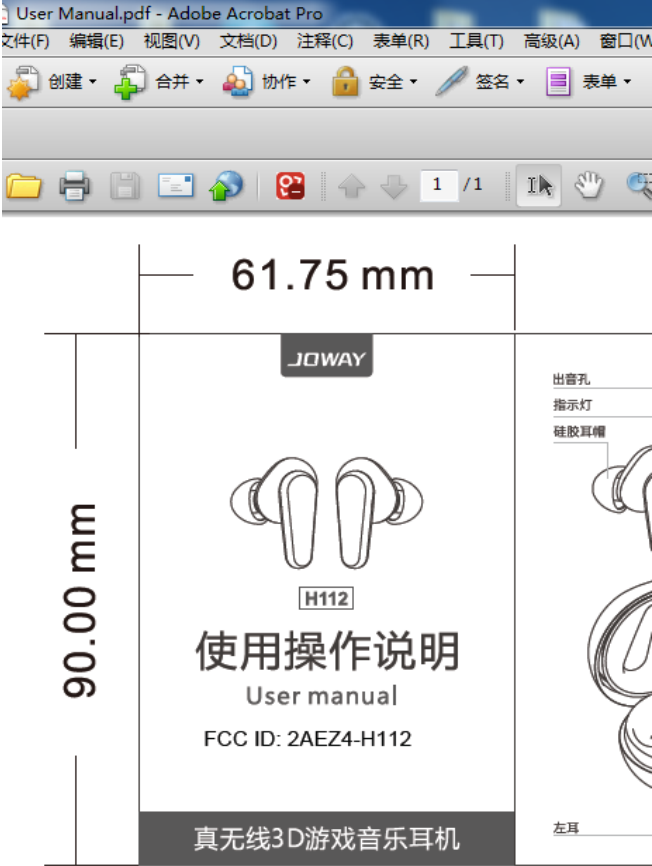 User Manual.pdf - Adobe Acrobat Pro
文件(F) 编辑(E) 视图(V) 文档(D) 注释(C) 表单(R) 工具(T) 高级(A) 窗口(W
创建 合并 协作 安全 签名 表单
1 /1
61.75 mm
90.00 mm
JOWAY
H112
使用操作说明
User manual
FCC ID: 2AEZ4-H112
真无线3D游戏音乐耳机
出音孔
指示灯
硅胶耳帽
左耳